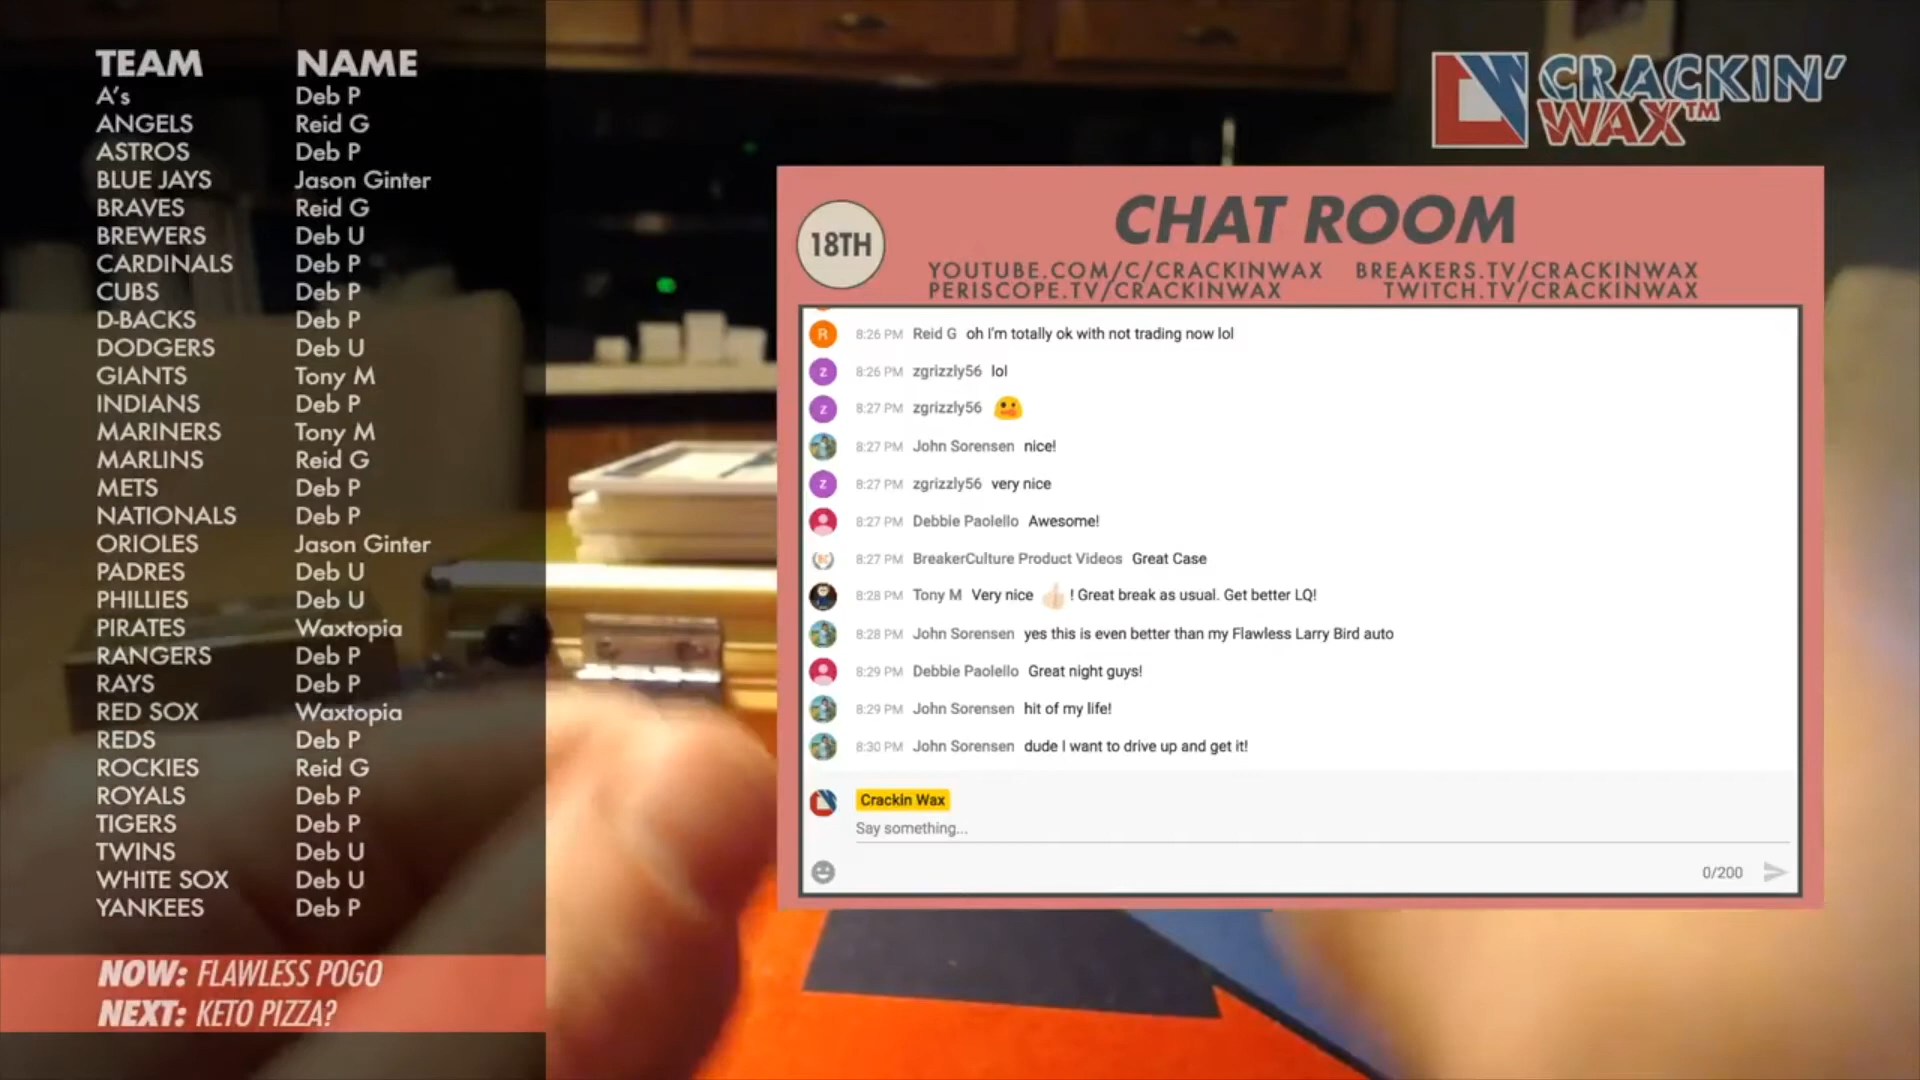 TEAM NAME
A's Deb P
ANGELS Reid G
ASTROS Deb P
BLUE JAYS Jason Ginter
BRAVES Reid G
BREWERS Deb U
CARDINALS Deb P
CUBS Deb P
D-BACKS Deb P
DODGERS Deb U
GIANTS Tony M
INDIANS Deb P
MARINERS Tony M
MARLINS Reid G
METS Deb P
NATIONALS Deb P
ORIOLES Jason Ginter
PADRES Deb U
PHILLIES Deb U
PIRATES Waxtopia
RANGERS Deb P
RAYS Deb P
RED SOX Waxtopia
REDS Deb P
ROCKIES Reid G
ROYALS Deb P
TIGERS Deb P
TWINS Deb U
WHITE SOX Deb U
YANKEES Deb P
NOW: FLAWLESS POGO
NEXT: KETO PIZZA?
CRACKIN'
WAX™
18TH
CHAT ROOM
YOUTUBE.COM/C/CRACKINWAX BREAKERS.TV/CRACKINWAX
PERISCOPE.TV/CRACKINWAX TWITCH.TV/CRACKINWAX
R 8:26 PM Reid G oh I'm totally ok with not trading now lol
z 8:26 PM zgrizzly56 lol
z 8:27 PM zgrizzly56
8:27 PM John Sorensen nice!
z 8:27 PM zgrizzly56 very nice
8:27 PM Debbie Paolello Awesome!
8:27 PM BreakerCulture Product Videos Great Case
8:28 PM Tony M Very nice 👍🏻 ! Great break as usual. Get better LQ!
8:28 PM John Sorensen yes this is even better than my Flawless Larry Bird auto
8:29 PM Debbie Paolello Great night guys!
8:29 PM John Sorensen hit of my life!
8:30 PM John Sorensen dude I want to drive up and get it!
Crackin Wax
Say something...
0/200